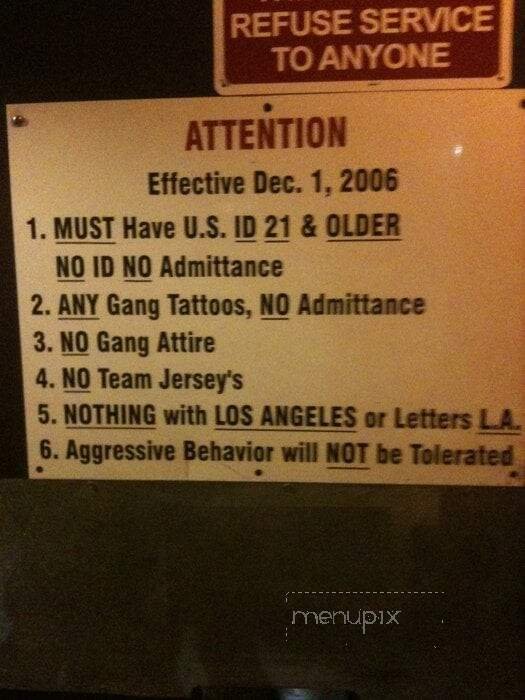 REFUSE SERVICE
TO ANYONE
ATTENTION
Effective Dec. 1, 2006
1. MUST Have U.S. ID 21 & OLDER
NO ID NO Admittance
2. ANY Gang Tattoos, NO Admittance
3. NO Gang Attire
4. NO Team Jersey's
5. NOTHING with LOS ANGELES or Letters L.A.
6. Aggressive Behavior will NOT be Tolerated
menupix